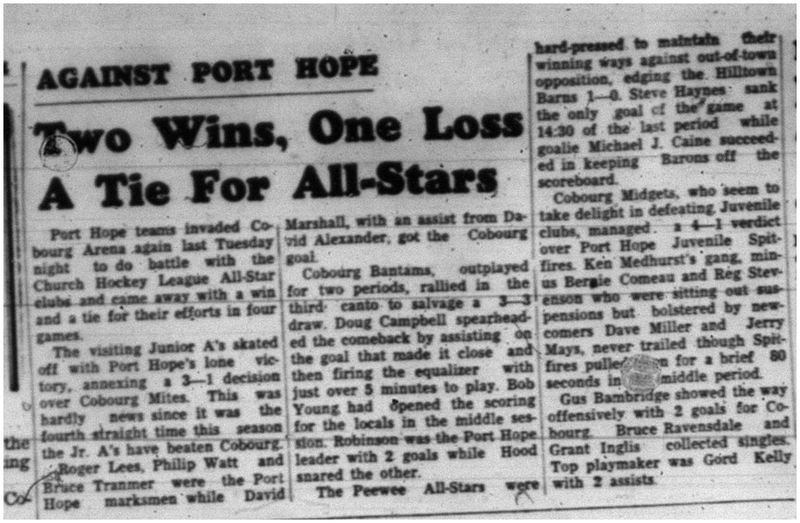 AGAINST PORT HOPE
Two Wins, One Loss
A Tie For All-Stars
Port Hope teams invaded Co-
bourg Arena again last Tuesday
night to do battle with the
Church Hockey League All-Star
clubs and came away with a win
and a tie for their efforts in four
games.
The visiting Junior A's skated
off with Port Hope's lone vic-
tory, annexing a 3—1 decision
over Cobourg Mites. This was
hardly news since it was the
fourth straight time this season
the Jr. A's have beaten Cobourg.
Roger Lees, Philip Watt and
Bruce Tranmer were the Port
Hope marksmen while David
Marshall, with an assist from Da-
vid Alexander, got the Cobourg
goal.
Cobourg Bantams, outplayed
for two periods, rallied in the
third canto to salvage a 3—3
draw. Doug Campbell spearhead-
ed the comeback by assisting on
the goal that made it close and
then firing the equalizer with
just over 5 minutes to play. Bob
Young had opened the scoring
for the locals in the middle ses-
sion. Robinson was the Port Hope
leader with 2 goals while Hood
snared the other.
The Peewee All-Stars were
hard-pressed to maintain their
winning ways against out-of-town
opposition, edging the Hilltown
Barns 1—0. Steve Haynes sank
the only goal of the game at
14:30 of the last period while
goalie Michael J. Caine succeed-
ed in keeping Barons off the
scoreboard.
Cobourg Midgets, who seem to
take delight in defeating Juvenile
clubs, managed a 4—1 verdict
over Port Hope Juvenile Spit-
fires. Ken Medhurst's gang, min-
us Bernie Comeau and Reg Stev-
enson who were sitting out sus-
pensions but bolstered by new-
comers Dave Miller and Jerry
Mays, never trailed though Spit-
fires pulled on for a brief 80
seconds in middle period.
Gus Bambridge showed the way
offensively with 2 goals for Co-
bourg. Bruce Ravensdale and
Grant Inglis collected singles.
Top playmaker was Gord Kelly
with 2 assists.
the
ing
Co-